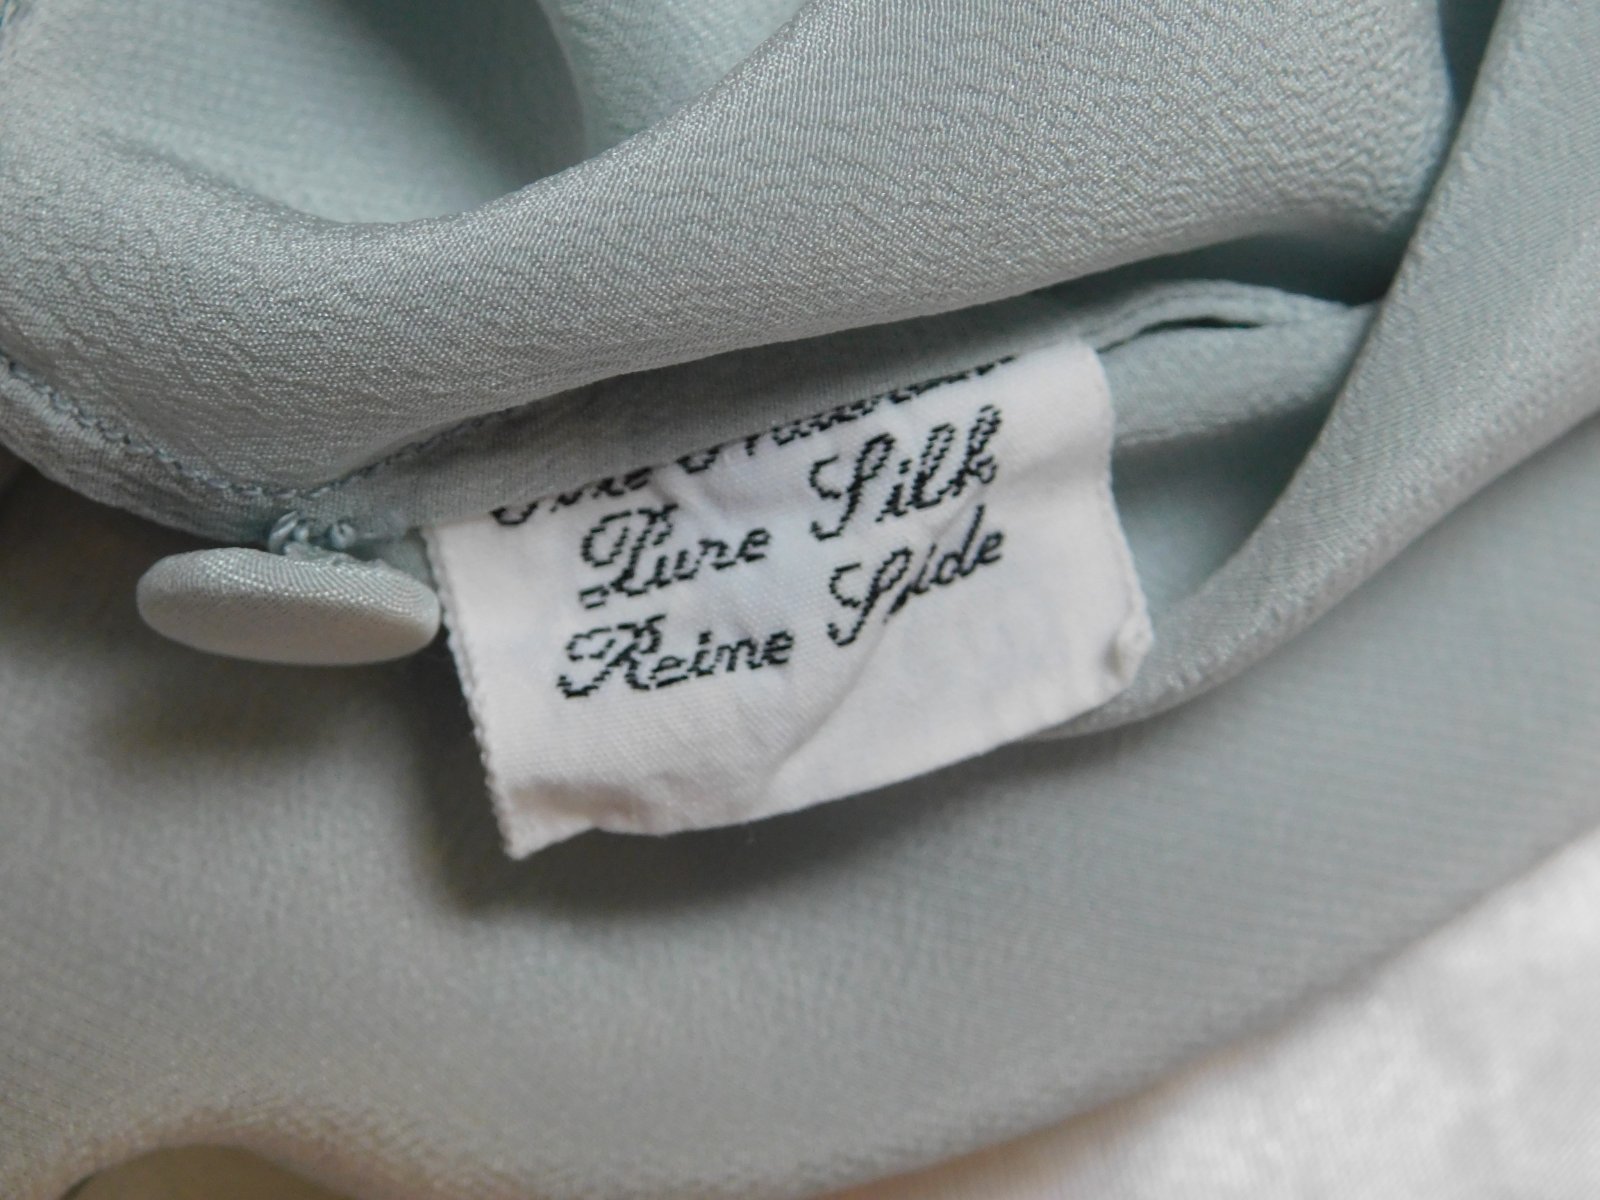 Pure Silk
Reine Seide